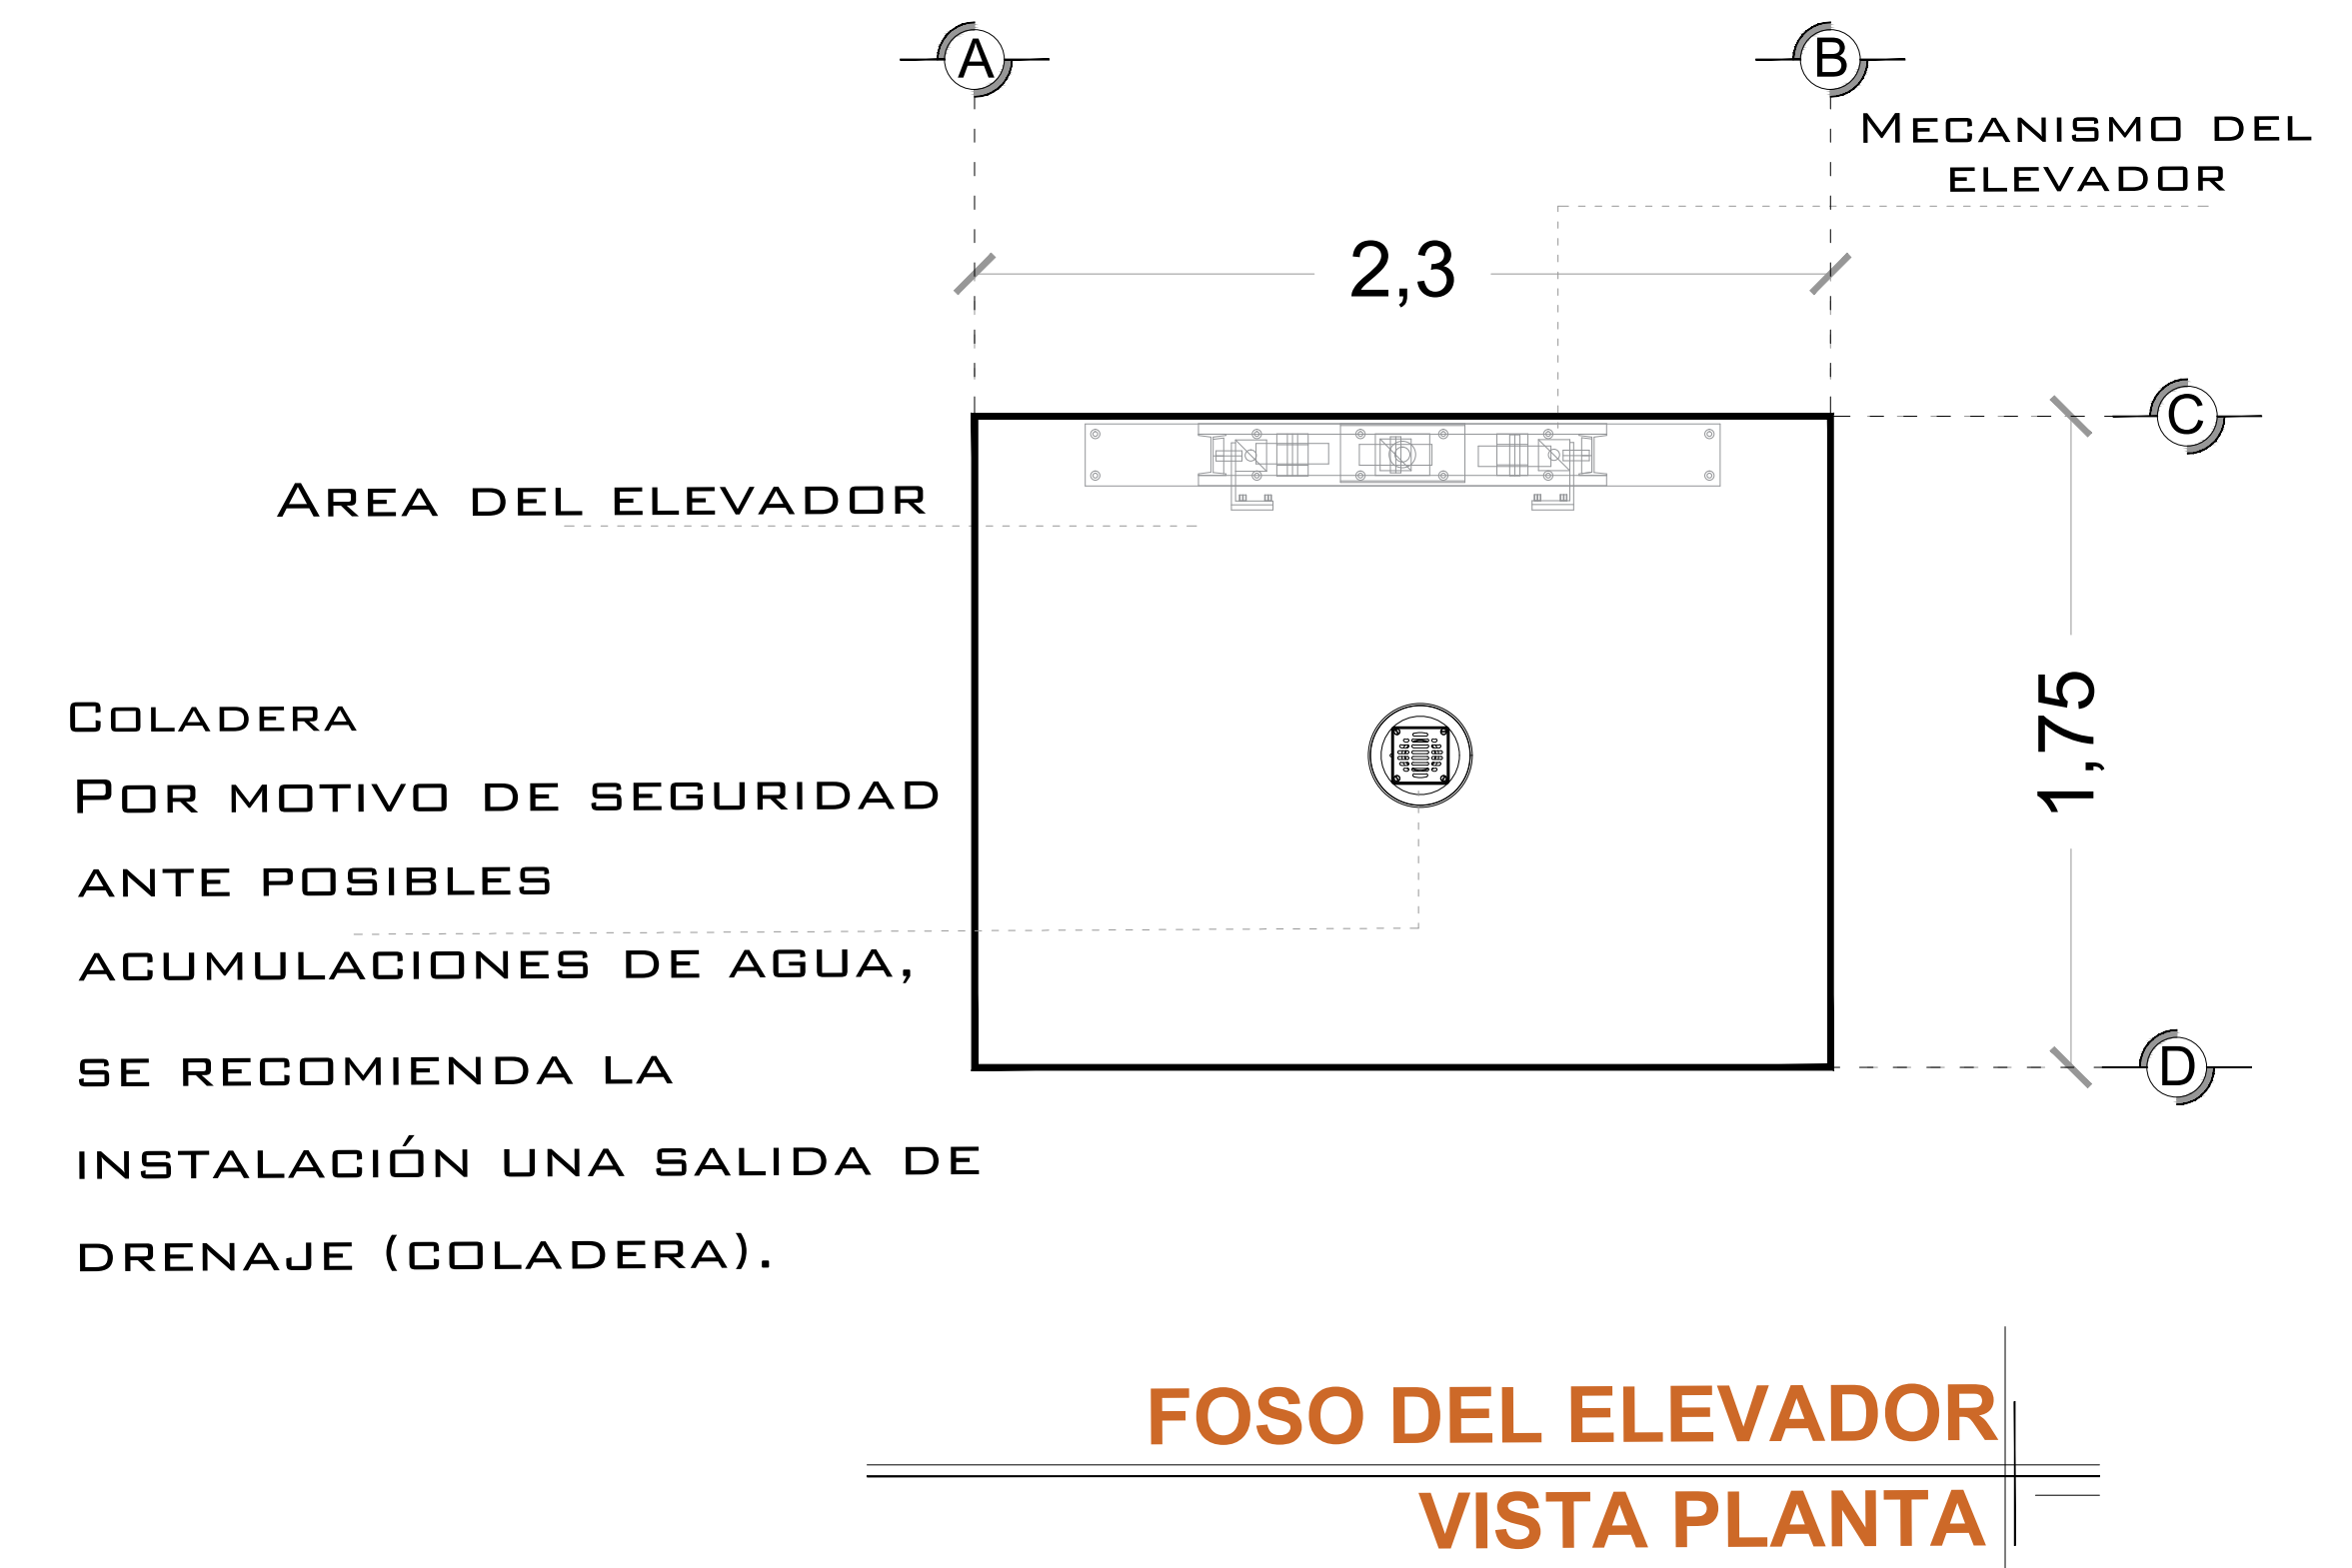 A
B
Mecanismo del
elevador
2,3
C
Area del elevador
Coladera
Por motivo de seguridad
ante posibles
acumulaciones de agua,
se recomienda la
instalación una salida de
drenaje (coladera).
1,75
D
FOSO DEL ELEVADOR
VISTA PLANTA